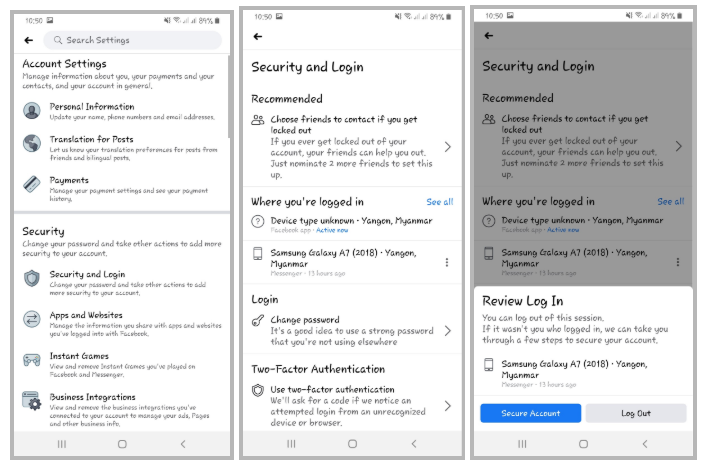 10:50
89%
Search Settings
Account Settings
Manage information about you, your payments and your
contacts, and your account in general.
Personal Information
Update your name, phone numbers and email addresses.
Translation for Posts
Let us know your translation preferences for posts from
friends and bilingual posts.
Payments
Manage your payment settings and see your payment
history.
Security
Change your password and take other actions to add more
security to your account.
Security and Login
Change your password and take other actions to add
more security to your account.
Apps and Websites
Manage the information you share with apps and websites
you've logged into with Facebook.
Instant Games
View and remove Instant Games you've played on
Facebook and Messenger.
Business Integrations
View and remove the business integrations you've
connected to your account to manage your ads, Pages
and other business info.
10:50
89%
Security and Login
Recommended
Choose friends to contact if you get
locked out
If you ever get locked out of your
account, your friends can help you out.
Just nominate 2 more friends to set this
up.
Where you're logged in See all
Device type unknown · Yangon, Myanmar
Facebook app · Active now
Samsung Galaxy A7 (2018) · Yangon,
Myanmar
Messenger · 13 hours ago
Login
Change password
It's a good idea to use a strong password
that you're not using elsewhere
Two-Factor Authentication
Use two-factor authentication
We'll ask for a code if we notice an
attempted login from an unrecognized
device or browser.
10:50
89%
Security and Login
Recommended
Choose friends to contact if you get
locked out
If you ever get locked out of your
account, your friends can help you out.
Just nominate 2 more friends to set this
up.
Where you're logged in See all
Device type unknown · Yangon, Myanmar
Facebook app · Active now
Samsung Galaxy A7 (2018) · Yangon,
Myanmar
Messenger · 13 hours ago
Review Log In
You can log out of this session.
If it wasn't you who logged in, we can take you
through a few steps to secure your account.
Samsung Galaxy A7 (2018) · Yangon,
Myanmar
Messenger · 13 hours ago
Secure Account Log Out